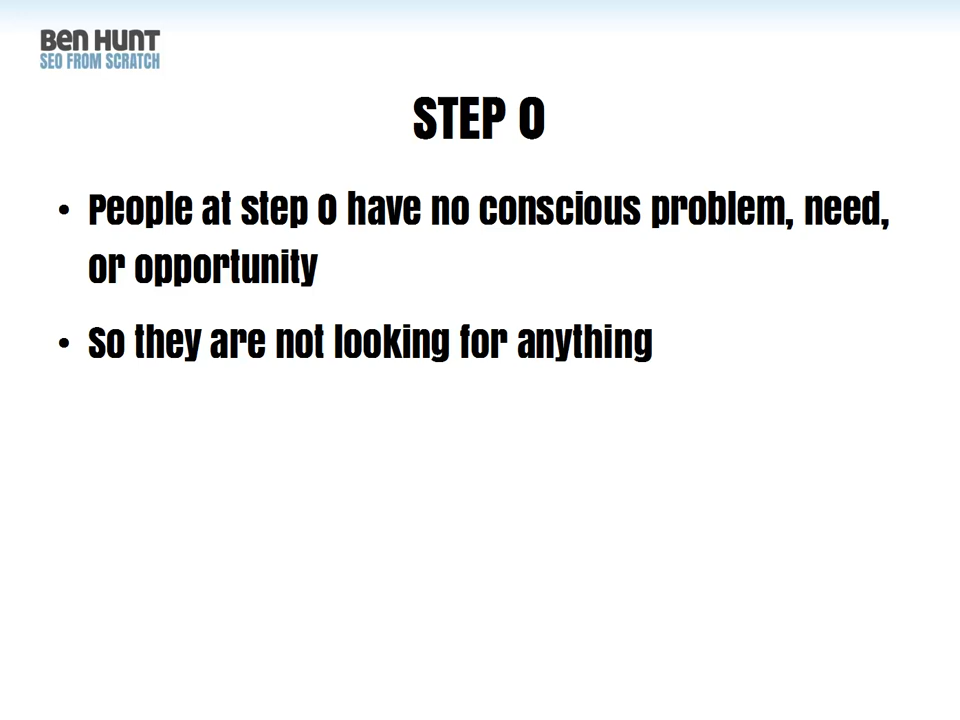 Ben Hunt
SEO FROM SCRATCH
STEP 0
• People at step 0 have no conscious problem, need,
or opportunity
• So they are not looking for anything